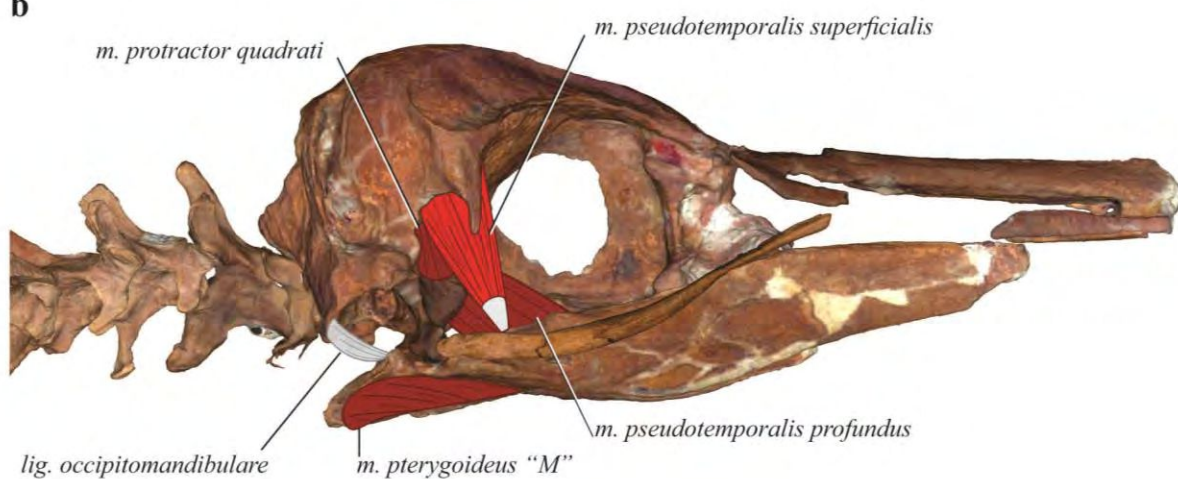 b
m. pseudotemporalis superficialis
m. protractor quadrati
m. pseudotemporalis profundus
lig. occipitomandibulare
m. pterygoideus “M”